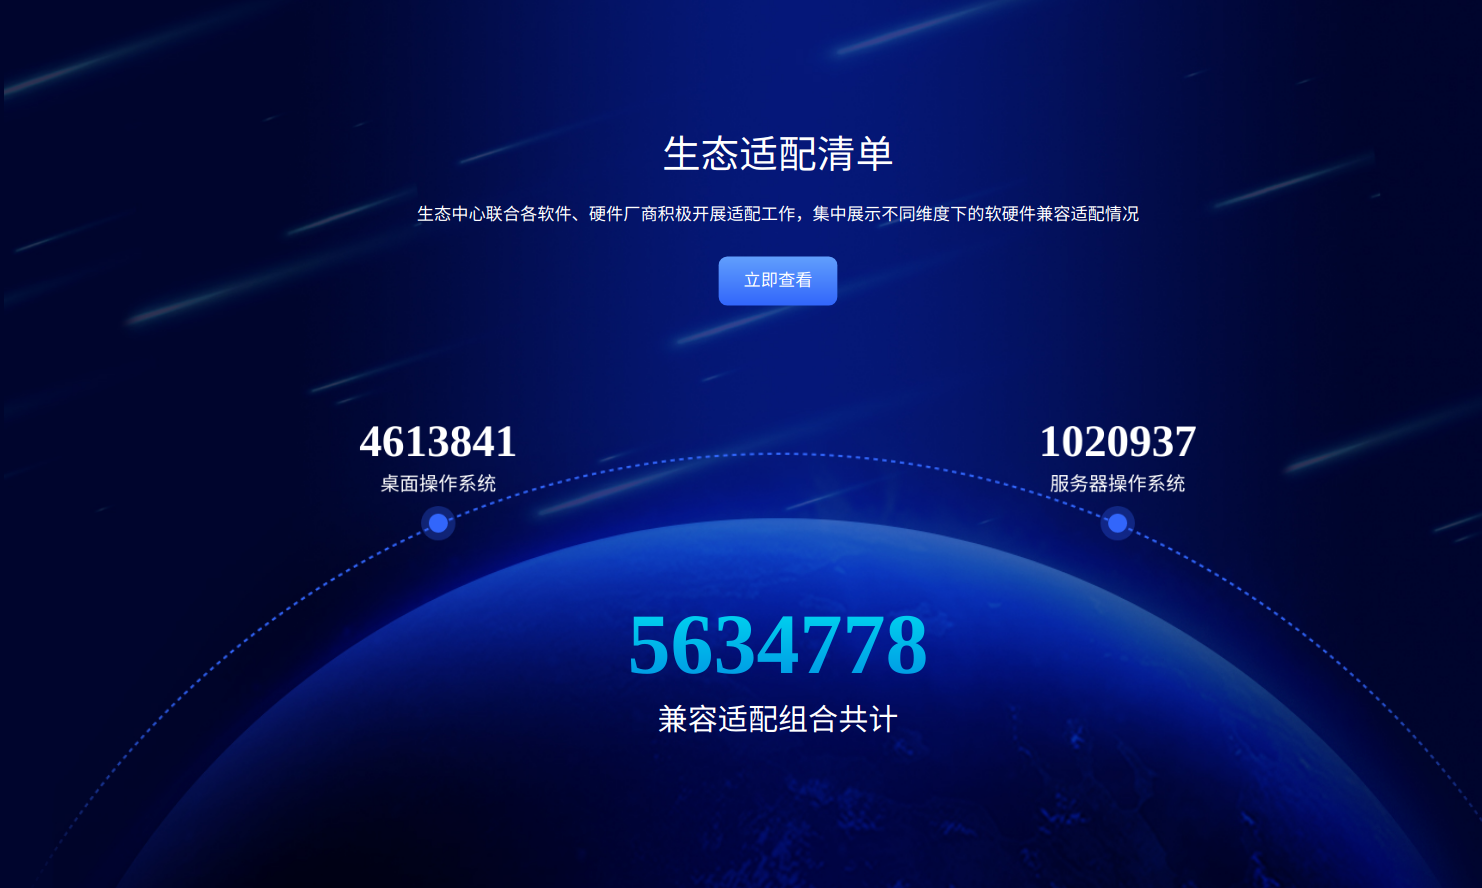 生态适配清单
生态中心联合各软件、硬件厂商积极开展适配工作，集中展示不同维度下的软硬件兼容适配情况
立即查看
4613841
桌面操作系统
1020937
服务器操作系统
5634778
兼容适配组合共计